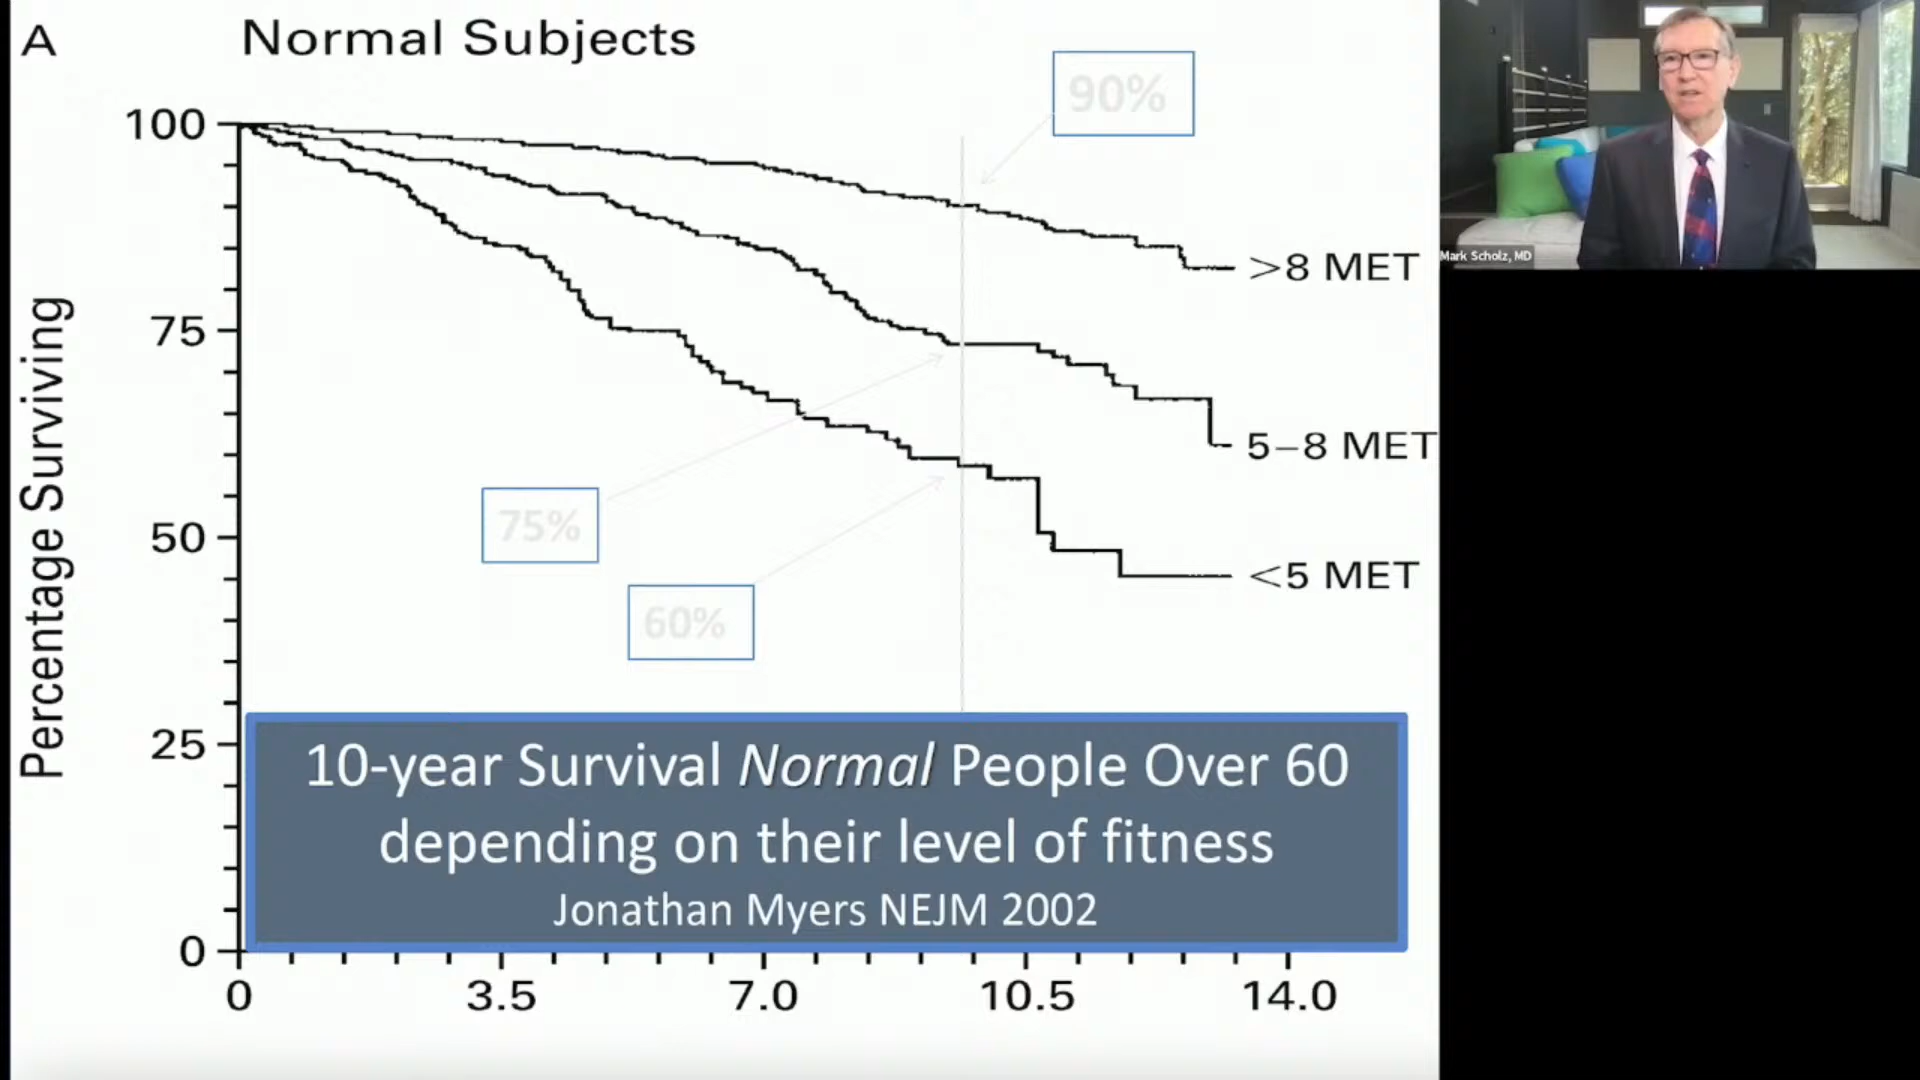 A
Normal Subjects
90%
100
>8 MET
75
5–8 MET
75%
50
<5 MET
60%
Percentage Surviving
25
10-year Survival Normal People Over 60
depending on their level of fitness
Jonathan Myers NEJM 2002
0
0 3.5 7.0 10.5 14.0
Mark Scholz, MD